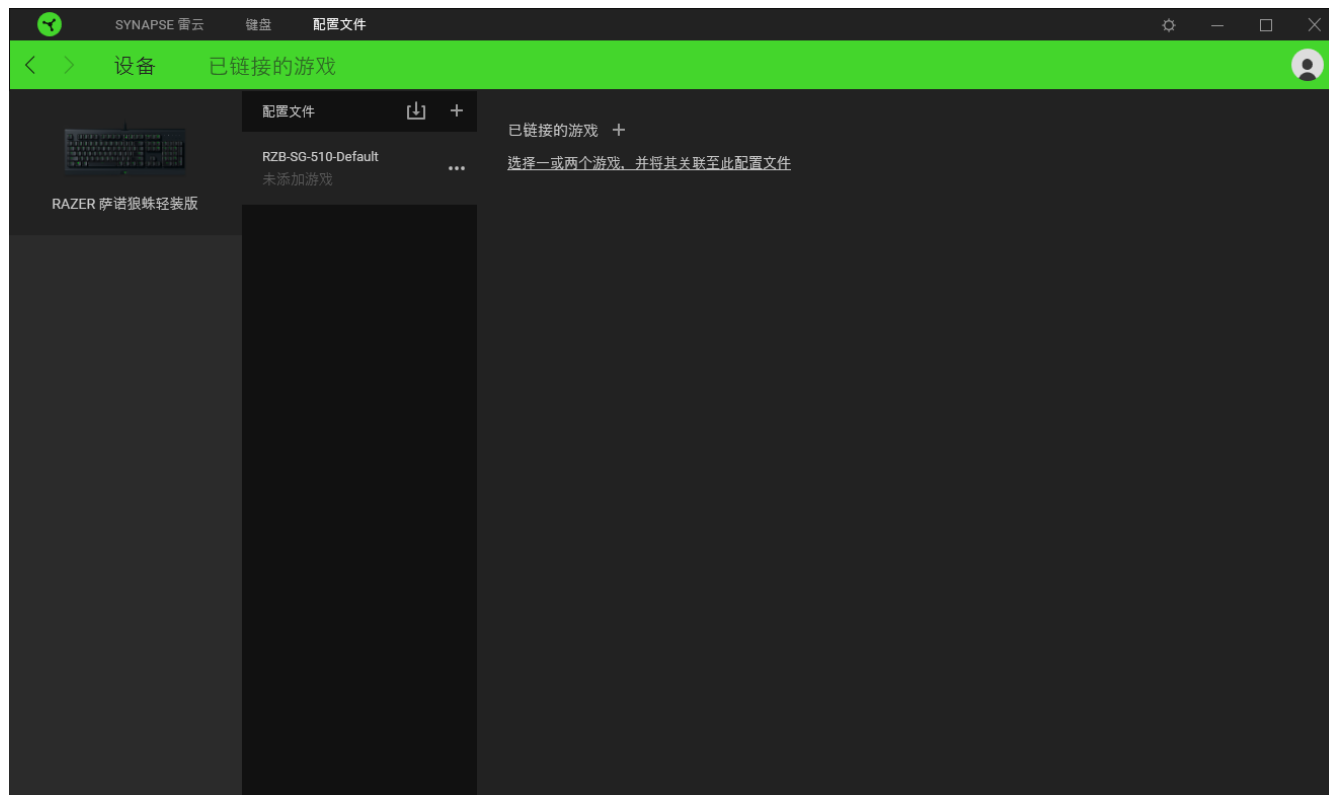 SYNAPSE 雷云 键盘 配置文件
设备 已链接的游戏
RAZER 萨诺狼蛛轻装版
配置文件
RZB-SG-510-Default
未添加游戏
已链接的游戏
选择一或两个游戏，并将其关联至此配置文件